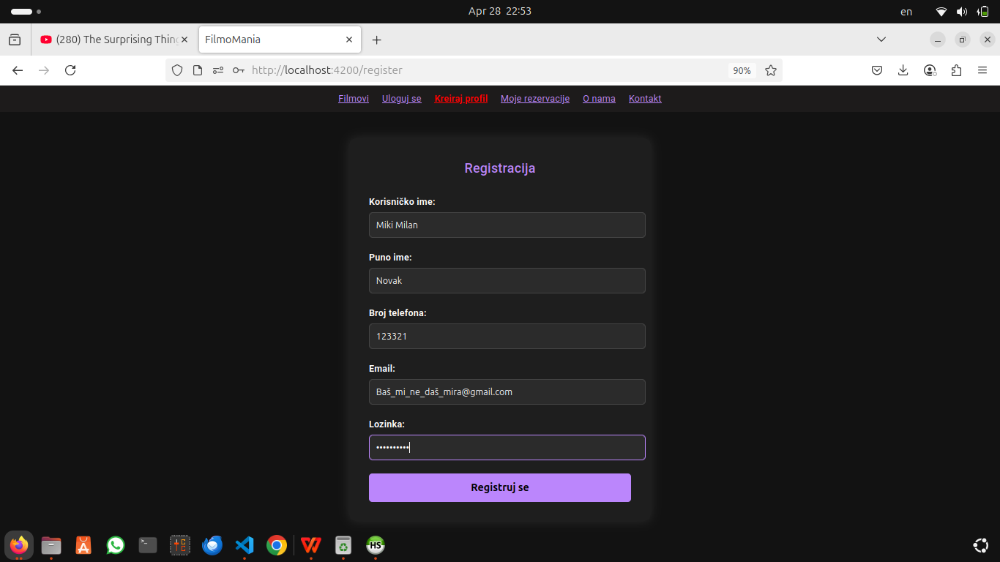 Apr 28 22:53
en
(280) The Surprising Thing
FilmoMania
http://localhost:4200/register
90%
Filmovi Uloguj se Kreiraj profil Moje rezervacije O nama Kontakt
Registracija
Korisničko ime:
Miki Milan
Puno ime:
Novak
Broj telefona:
123321
Email:
Baš_mi_ne_daš_mira@gmail.com
Lozinka:
••••••••••
Registruj se
HS